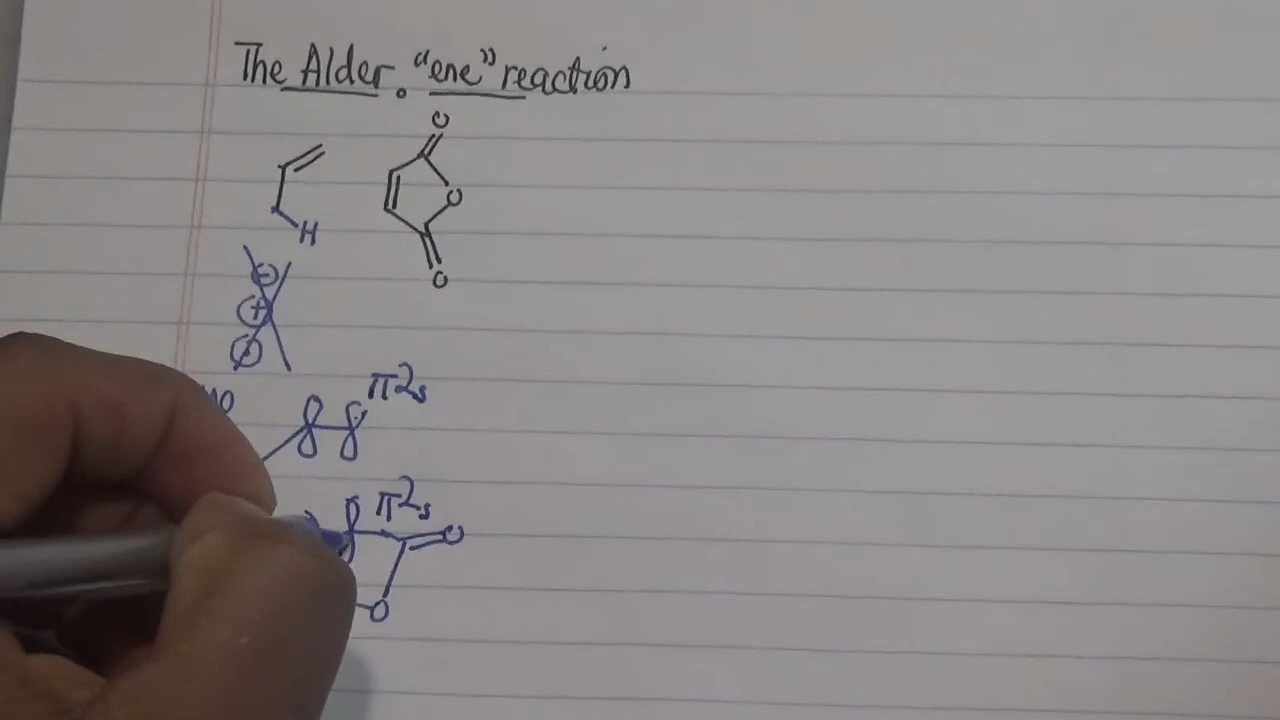 The Alder "ene" reaction
O
O
H
O
π2s
π2s
O
O